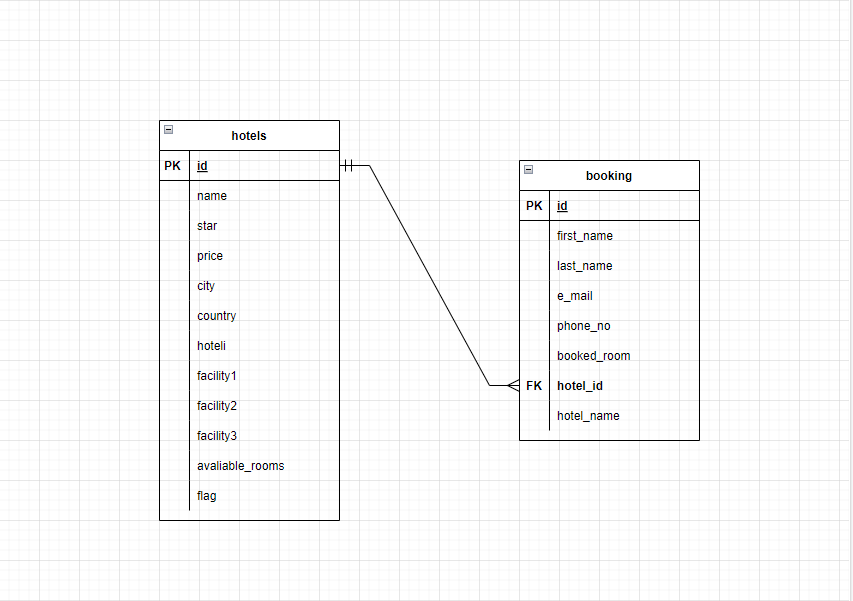 hotels
PK id
name
star
price
city
country
hoteli
facility1
facility2
facility3
avaliable_rooms
flag
booking
PK id
first_name
last_name
e_mail
phone_no
booked_room
FK hotel_id
hotel_name